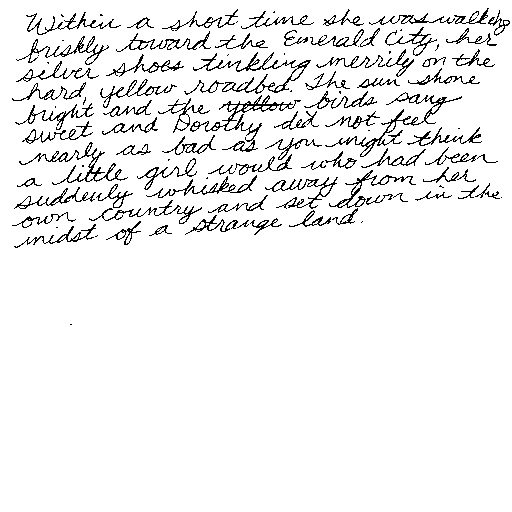 Within a short time she was walking
briskly toward the Emerald City, her
silver shoes tinkling merrily on the
hard, yellow roadbed. The sun shone
bright and the yellow birds sang
sweet and Dorothy did not feel
nearly as bad as you might think
a little girl would who had been
suddenly whisked away from her
own country and set down in the
midst of a strange land.